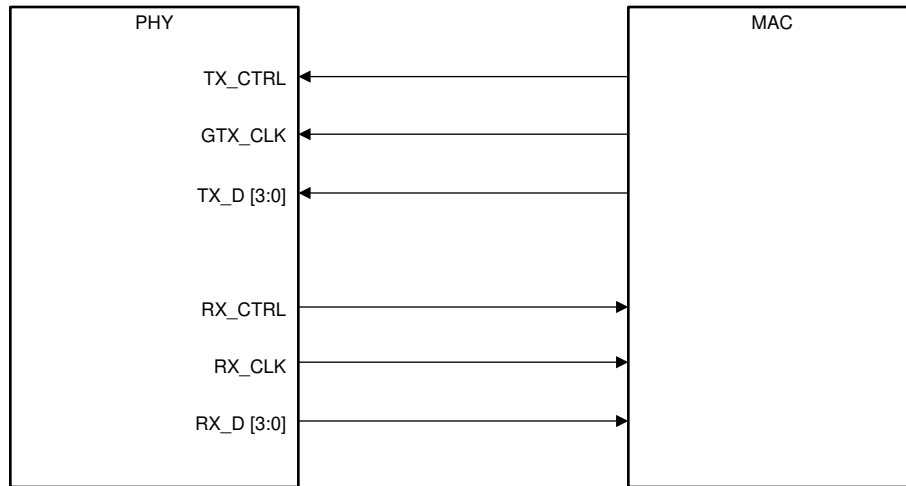 PHY
MAC
TX_CTRL
GTX_CLK
TX_D [3:0]
RX_CTRL
RX_CLK
RX_D [3:0]